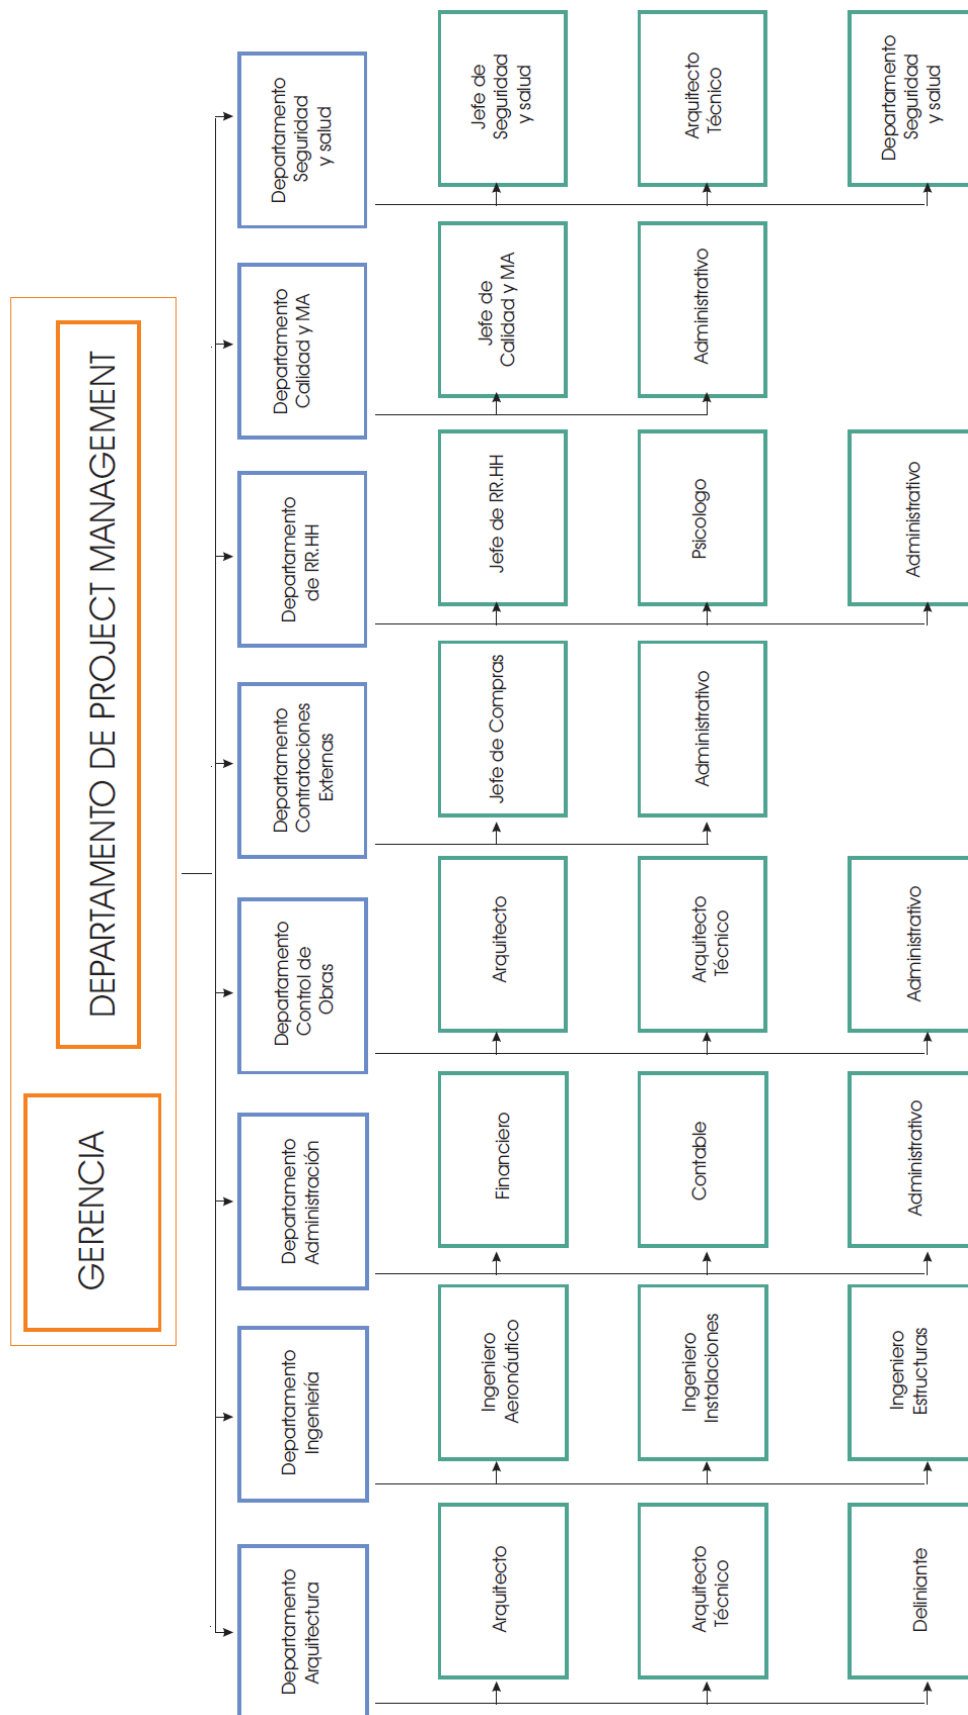 GERENCIA
DEPARTAMENTO DE PROJECT MANAGEMENT
Departamento
Arquitectura
Departamento
Ingeniería
Departamento
Administración
Departamento
Control de
Obras
Departamento
Contrataciones
Externas
Departamento
de RR.HH
Departamento
Calidad y MA
Departamento
Seguridad
y salud
Arquitecto
Ingeniero
Aeronáutico
Financiero
Arquitecto
Jefe de Compras
Jefe de RR.HH
Jefe de
Calidad y MA
Jefe de
Seguridad
y salud
Arquitecto
Técnico
Ingeniero
Instalaciones
Contable
Arquitecto
Técnico
Administrativo
Psicologo
Administrativo
Arquitecto
Técnico
Deliniante
Ingeniero
Estructuras
Administrativo
Administrativo
Administrativo
Departamento
Seguridad
y salud